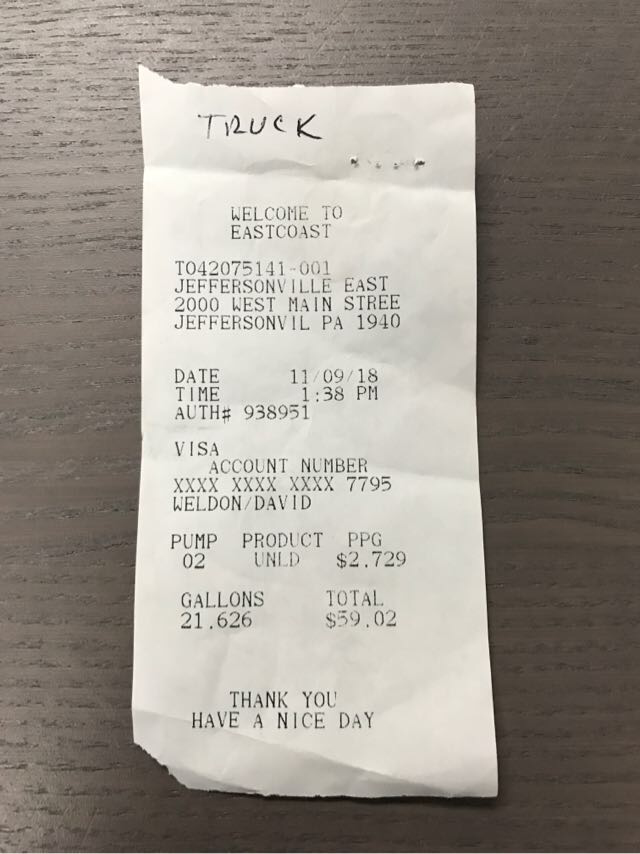 TRUCK
WELCOME TO
EASTCOAST
TO42075141-001
JEFFERSONVILLE EAST
2000 WEST MAIN STREE
JEFFERSONVIL PA 1940
DATE 11/09/18
TIME 1:38 PM
AUTH# 938951
VISA
ACCOUNT NUMBER
XXXX XXXX XXXX 7795
WELDON/DAVID
PUMP PRODUCT PPG
02 UNLD $2.729
GALLONS TOTAL
21.626 $59.02
THANK YOU
HAVE A NICE DAY